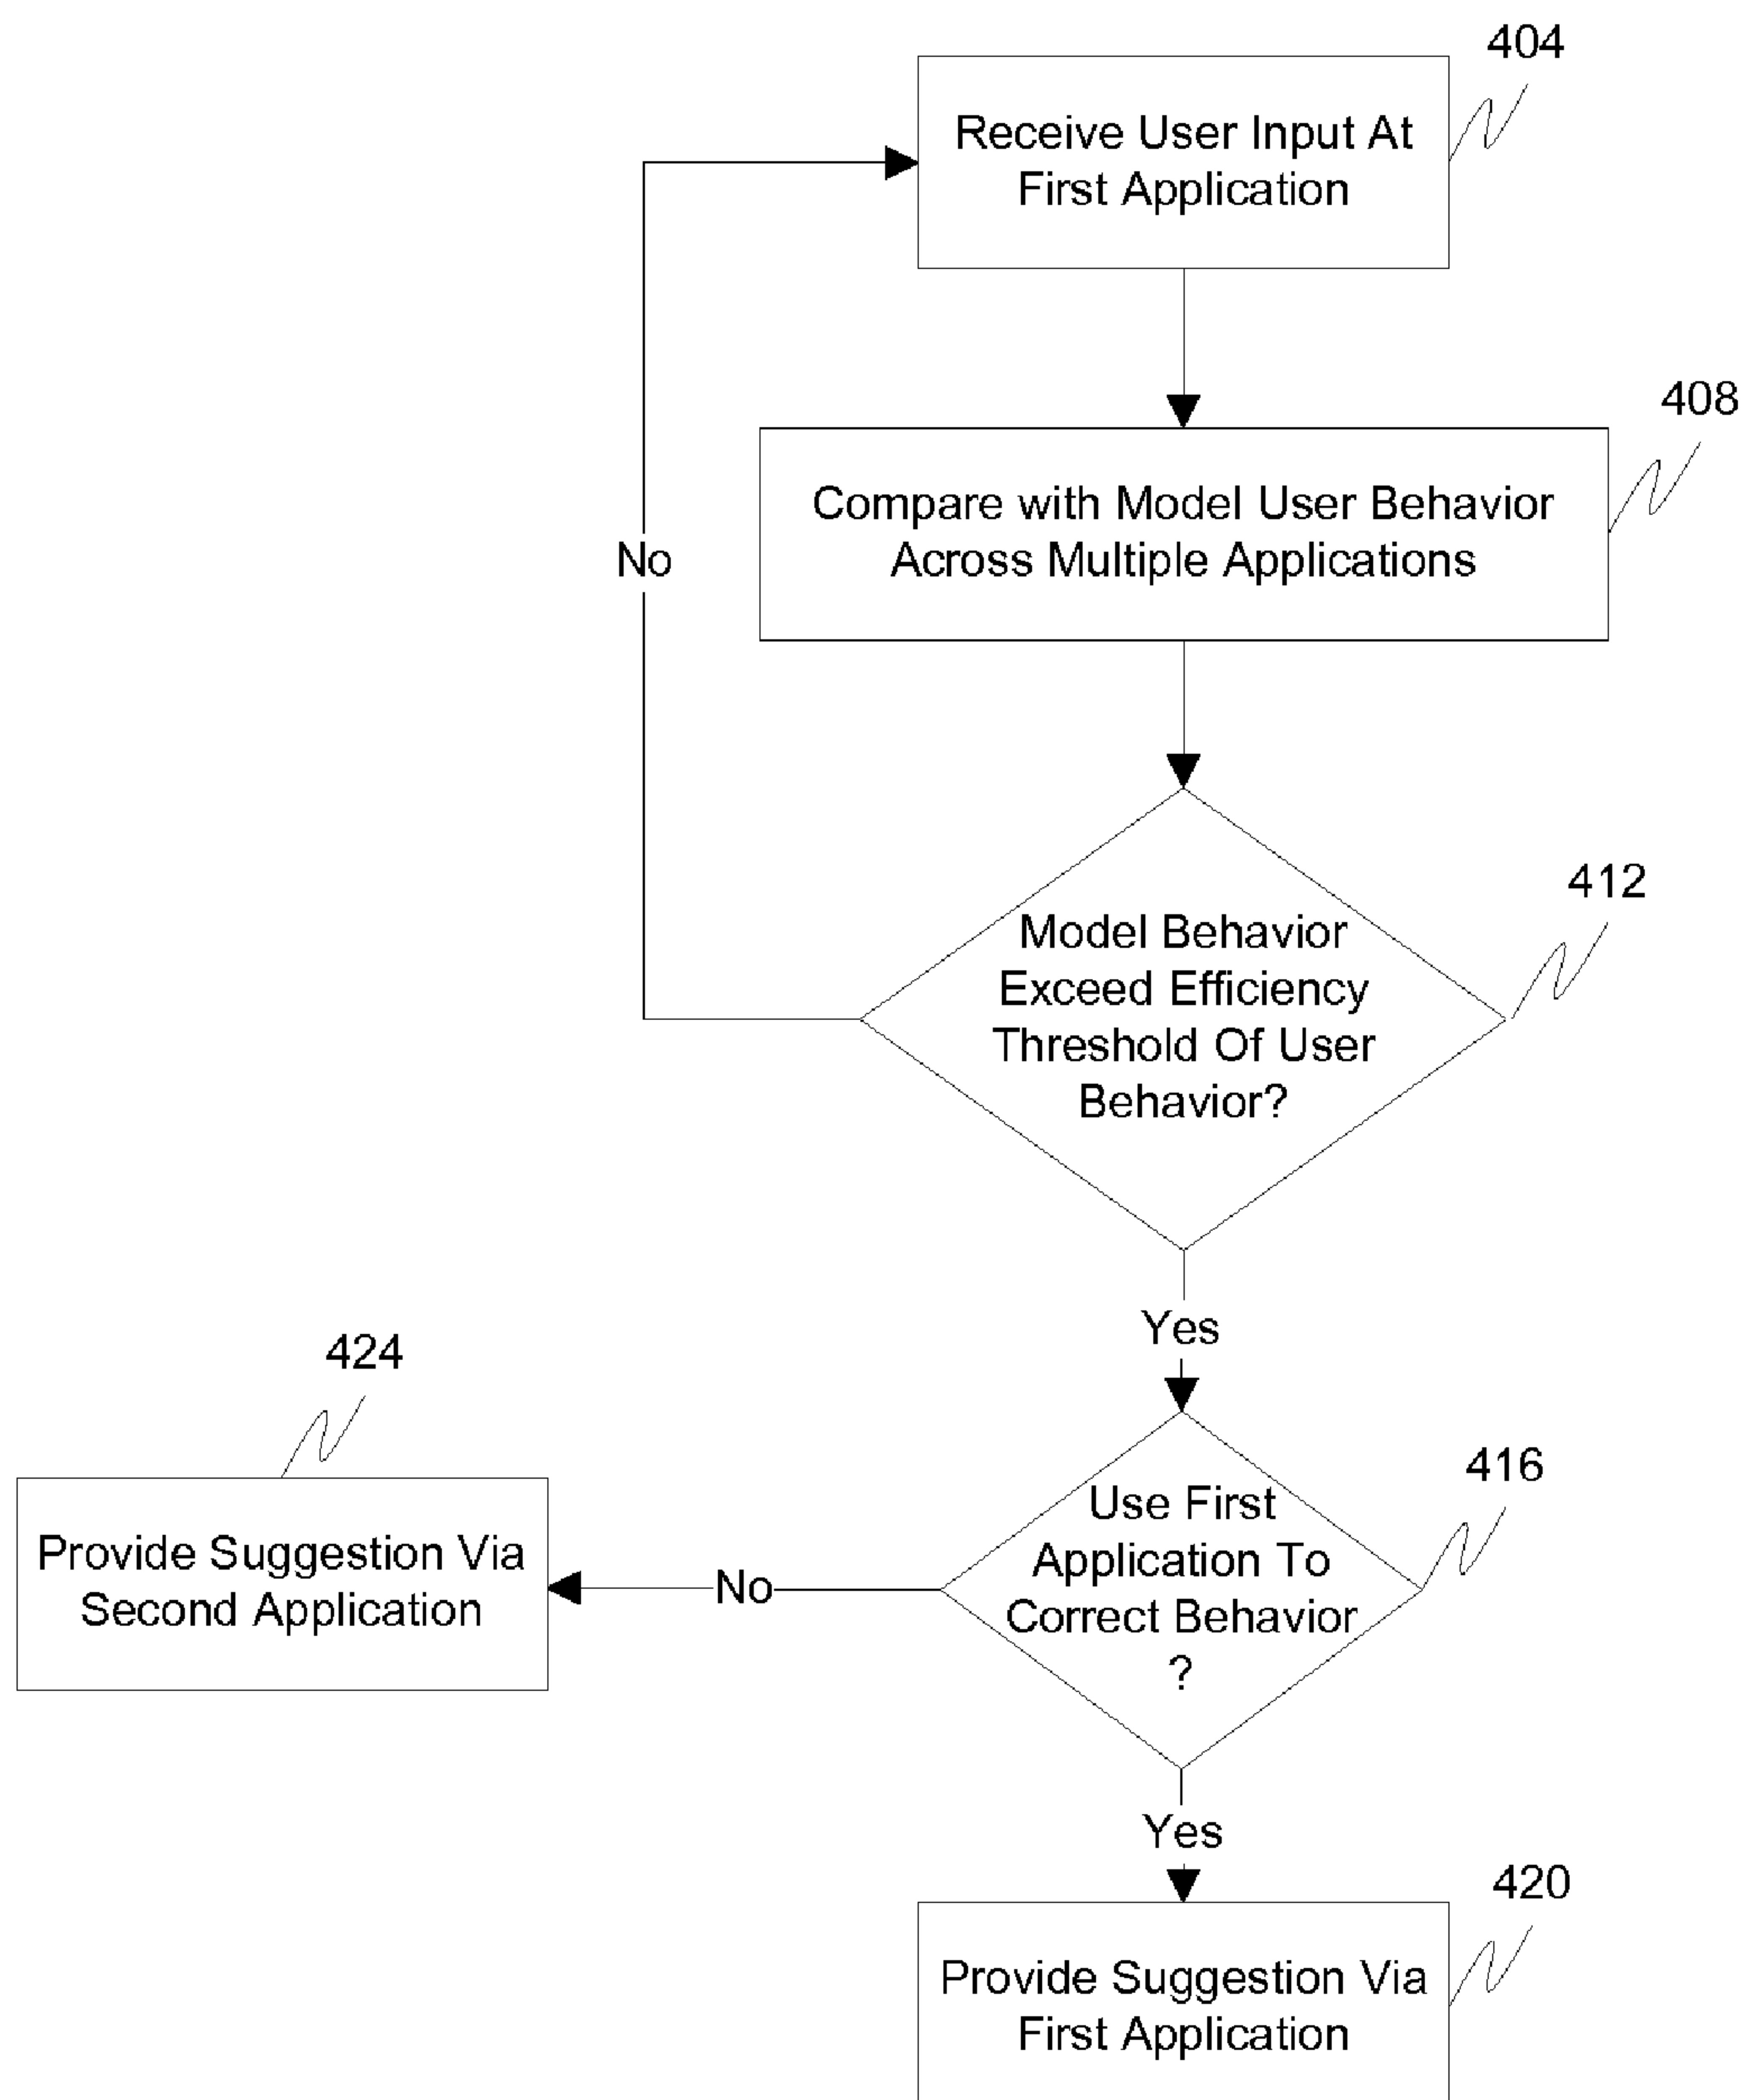 404
Receive User Input At
First Application
408
Compare with Model User Behavior
Across Multiple Applications
No
412
Model Behavior
Exceed Efficiency
Threshold Of User
Behavior?
Yes
424
416
Use First
Application To
Correct Behavior
?
Provide Suggestion Via
Second Application
No
Yes
420
Provide Suggestion Via
First Application